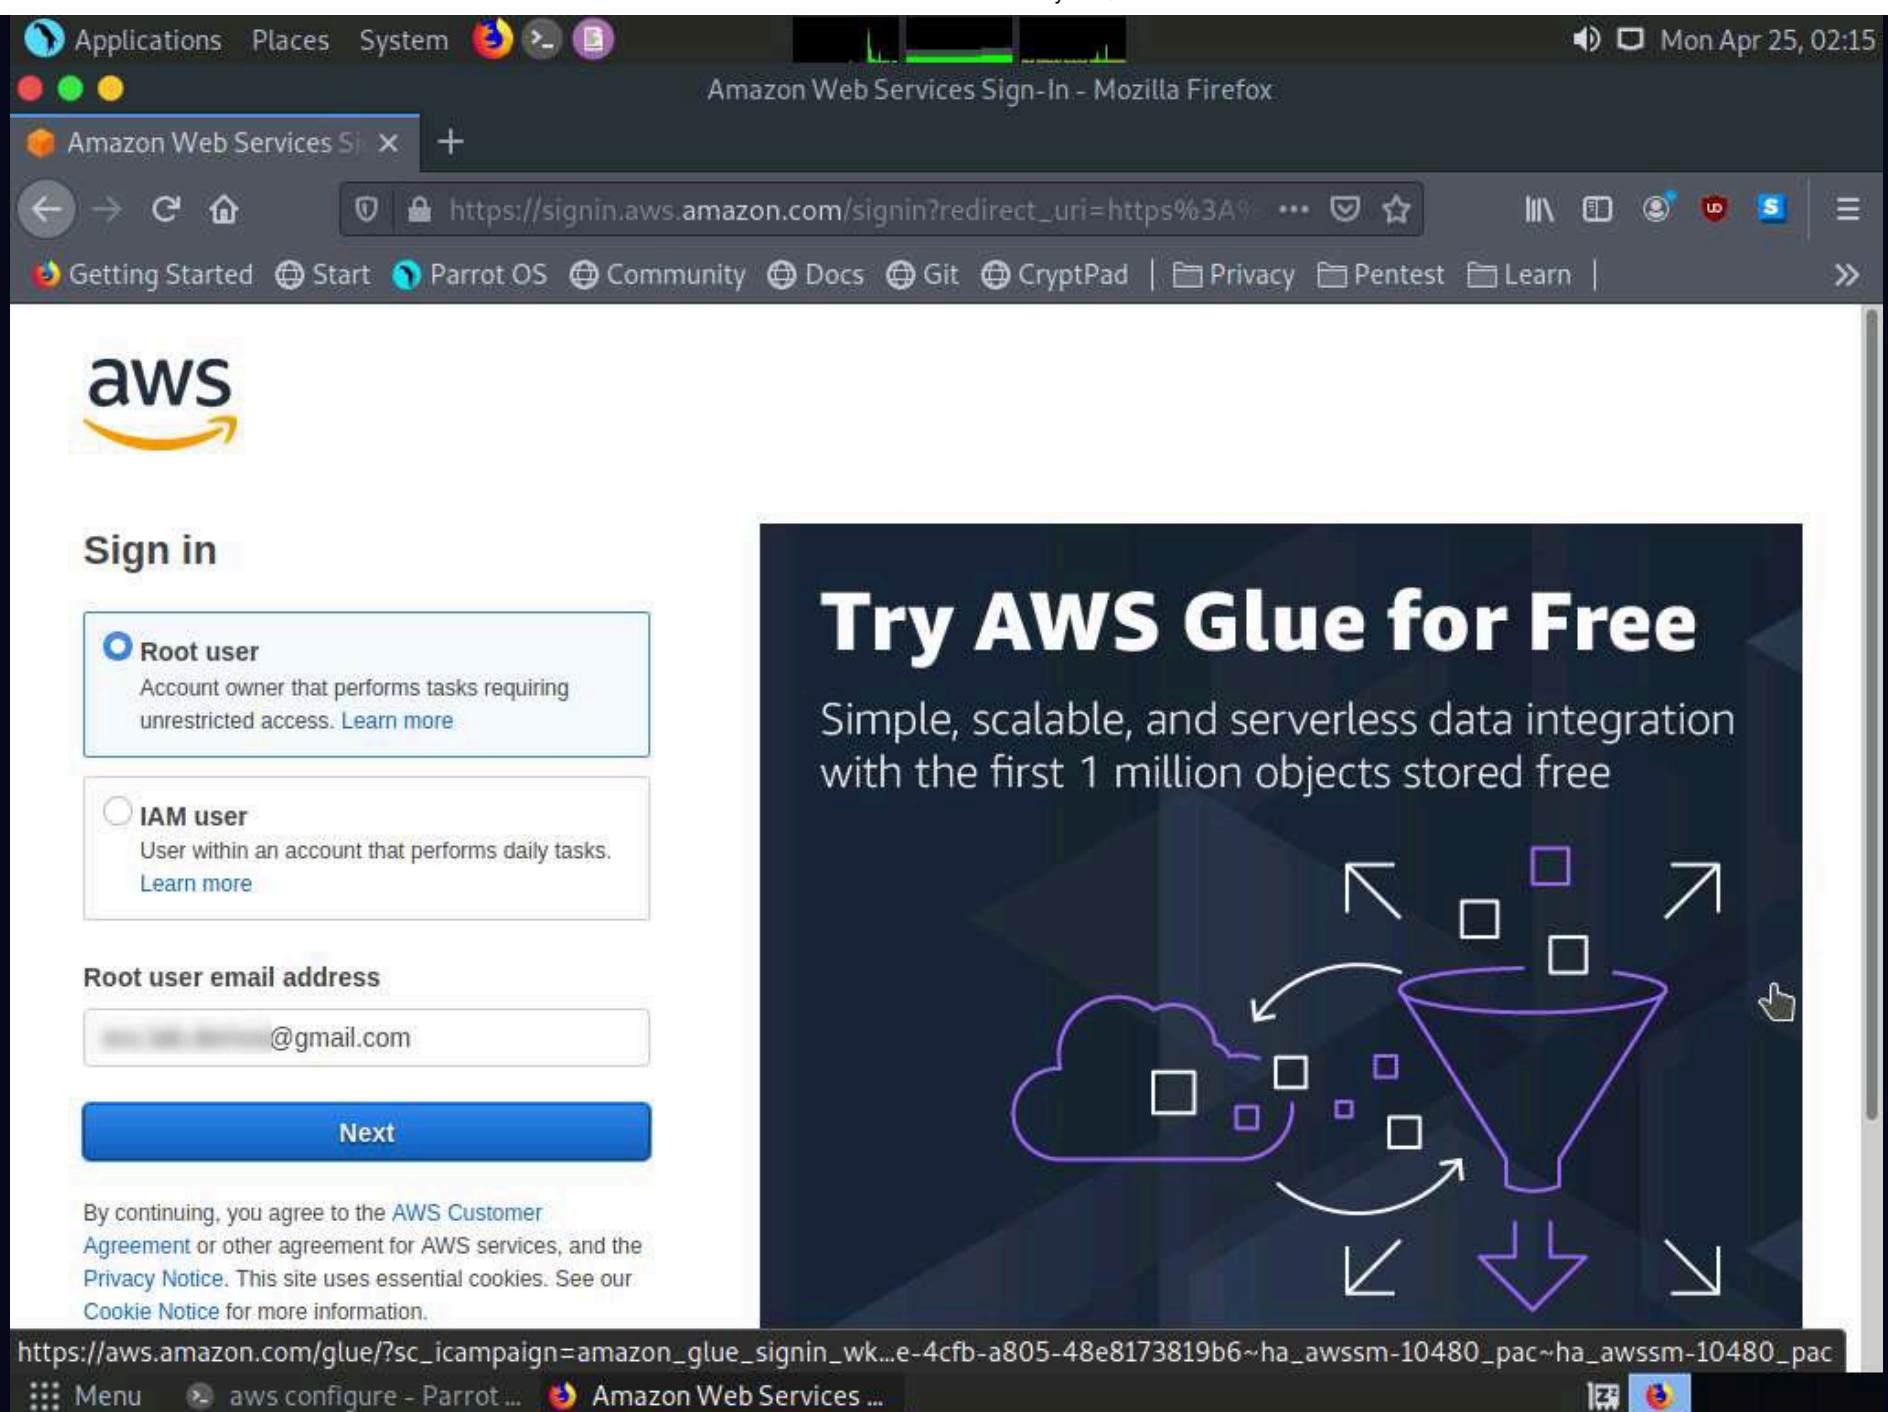 Applications Places System Mon Apr 25, 02:15
Amazon Web Services Sign-In - Mozilla Firefox
Amazon Web Services
https://signin.aws.amazon.com/signin?redirect_uri=https%3A%
Getting Started Start Parrot OS Community Docs Git CryptPad | Privacy Pentest Learn |
aws
Sign in
Root user
Account owner that performs tasks requiring
unrestricted access. Learn more
IAM user
User within an account that performs daily tasks.
Learn more
Root user email address
@gmail.com
Next
By continuing, you agree to the AWS Customer
Agreement or other agreement for AWS services, and the
Privacy Notice. This site uses essential cookies. See our
Cookie Notice for more information.
Try AWS Glue for Free
Simple, scalable, and serverless data integration
with the first 1 million objects stored free
https://aws.amazon.com/glue/?sc_icampaign=amazon_glue_signin_wk...e-4cfb-a805-48e8173819b6~ha_awssm-10480_pac~ha_awssm-10480_pac
Menu aws configure - Parrot ... Amazon Web Services ...